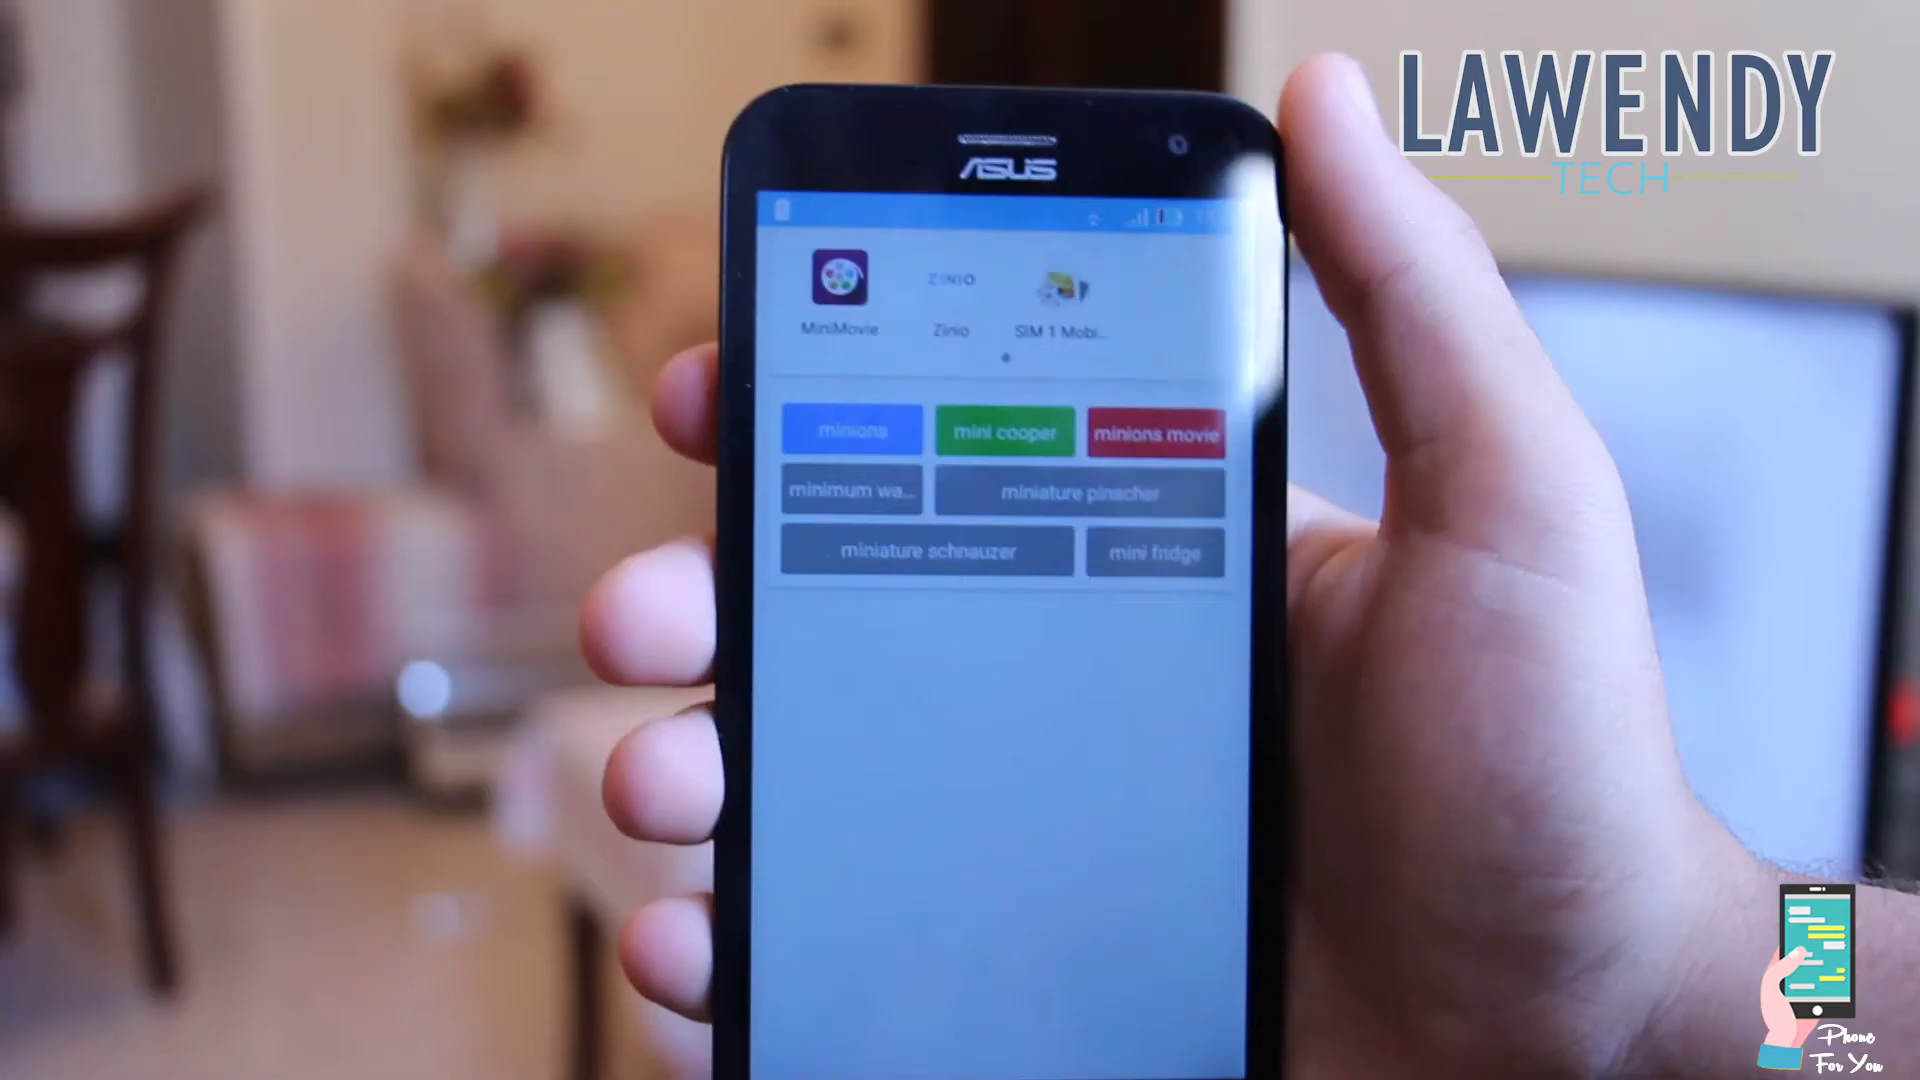 LAWENDY
TECH
ASUS
ZINIO
MiniMovie
Zinio
SIM 1 Mobi...
minions
mini cooper
minions movie
minimum wa...
miniature pinscher
miniature schnauzer
mini fridge
Phone
For You